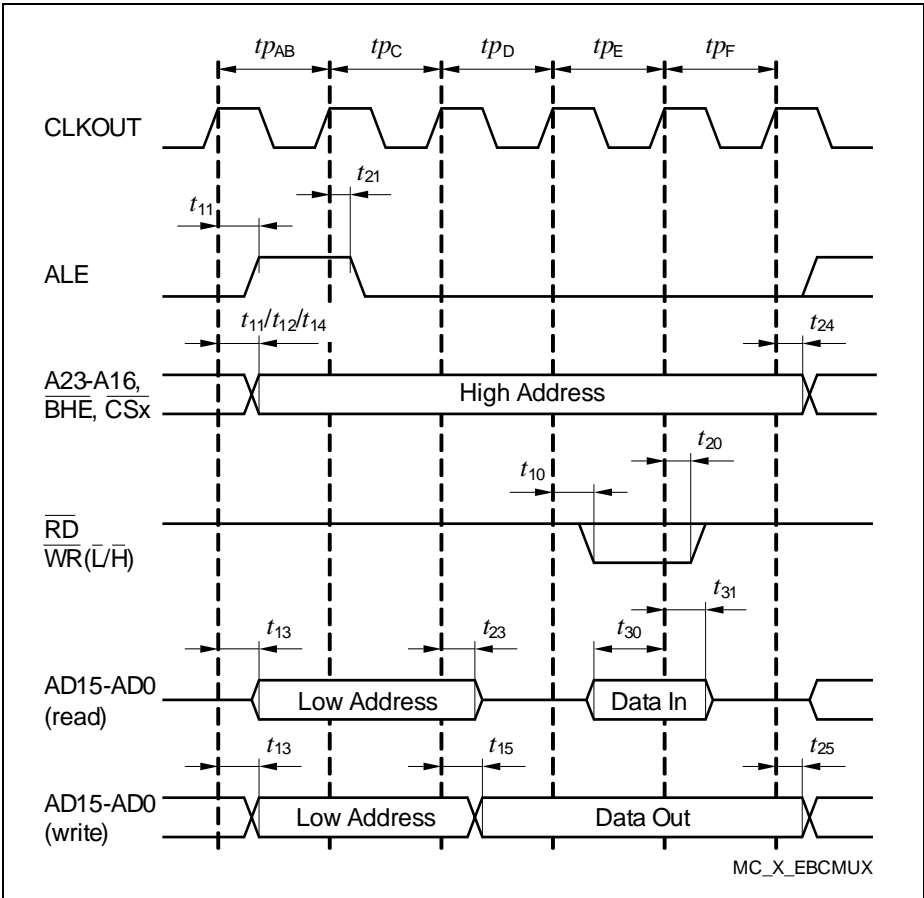 tpAB tpC tpD tpE tpF
CLKOUT
t21
t11
ALE
t11/t12/t14 t24
A23-A16,
BHE, CSx
High Address
t20
t10
RD
WR(L/H)
t31
t13 t23 t30
AD15-AD0
(read)
Low Address Data In
t13 t15 t25
AD15-AD0
(write)
Low Address Data Out
MC_X_EBCMUX